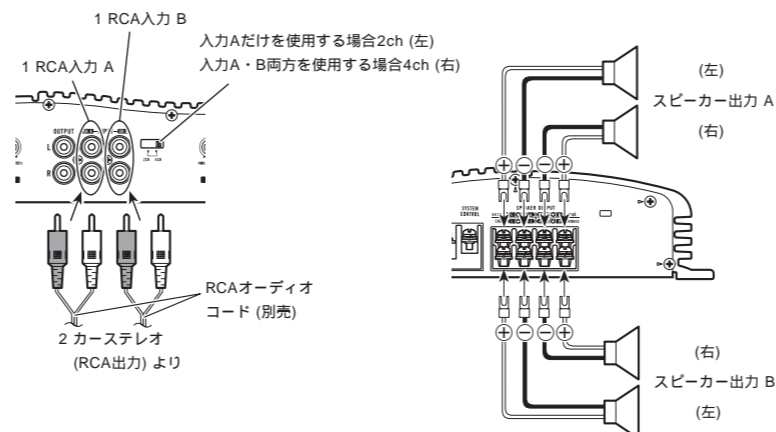 1 RCA入力 B
入力Aだけを使用する場合2ch (左)
入力A・B両方を使用する場合4ch (右)
1 RCA入力 A
OUTPUT
L
R
RCAオーディオ
コード (別売)
2 カーステレオ
(RCA出力) より
(左)
スピーカー出力 A
(右)
SYSTEM
CONTROL
SPEAKER OUTPUT
(右)
スピーカー出力 B
(左)